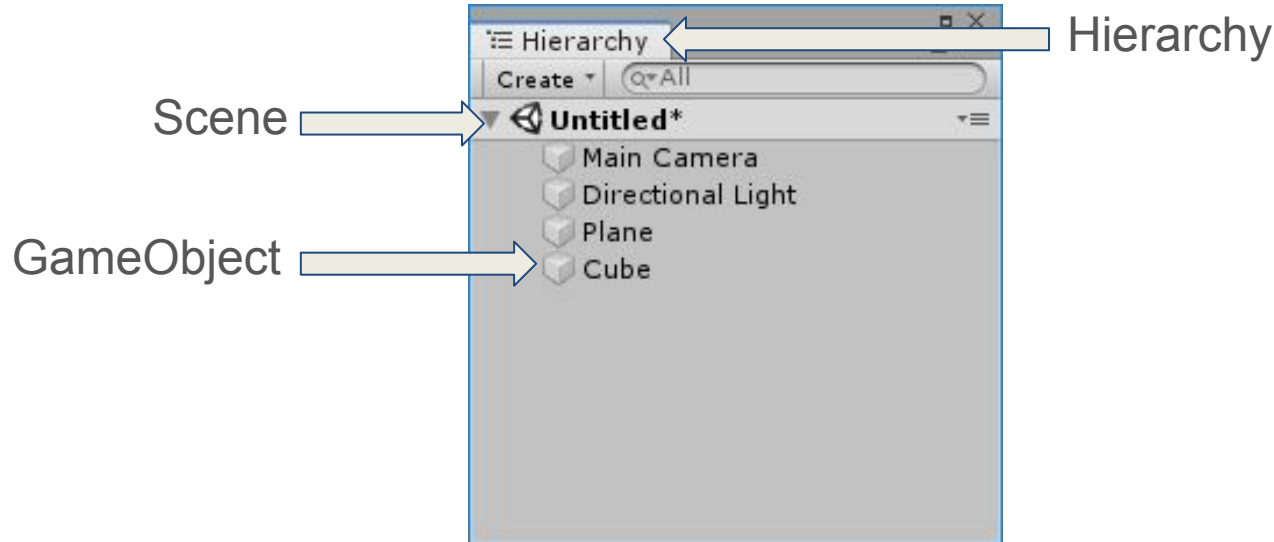 Hierarchy
Hierarchy
Create
All
Scene
Untitled*
Main Camera
Directional Light
Plane
GameObject
Cube